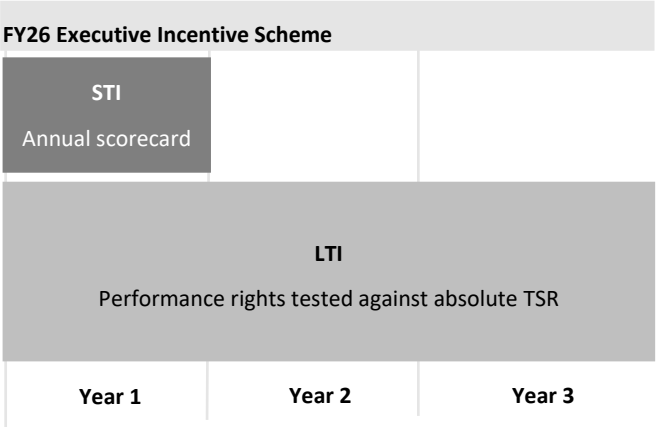 FY26 Executive Incentive Scheme
STI
Annual scorecard
LTI
Performance rights tested against absolute TSR
Year 1
Year 2
Year 3